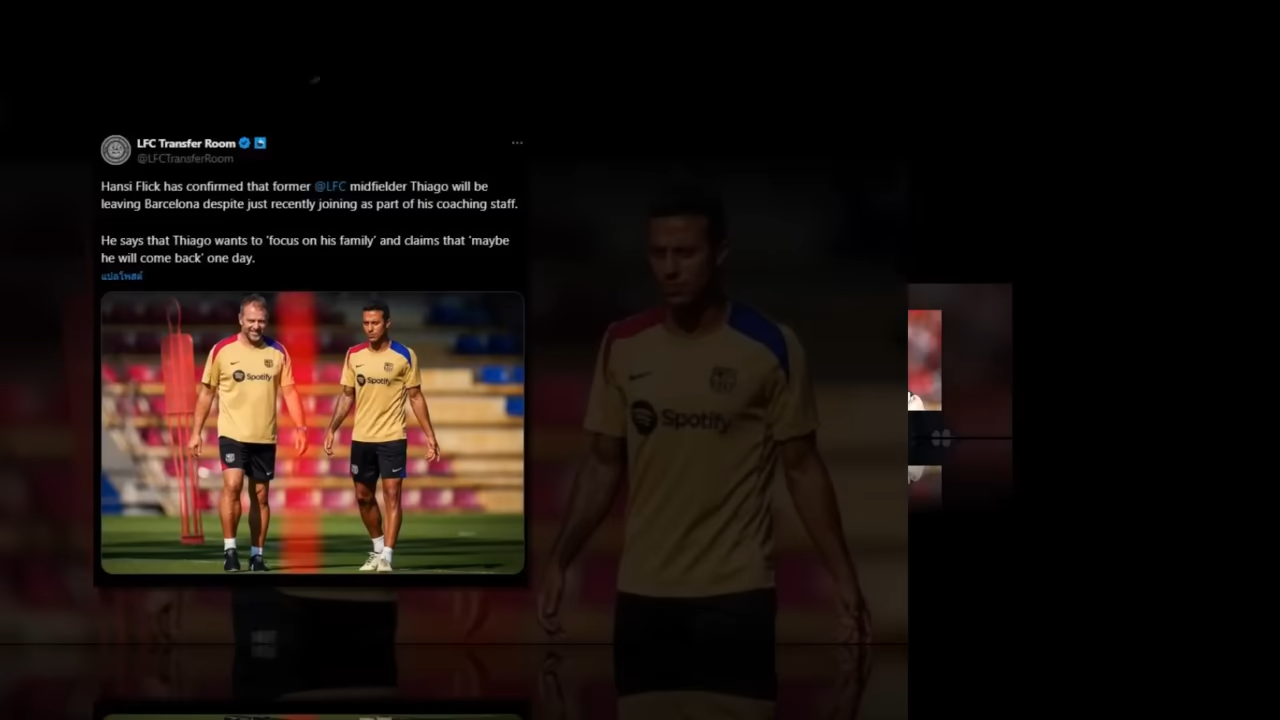 LFC Transfer Room
@LFCTransferRoom
Hansi Flick has confirmed that former @LFC midfielder Thiago will be
leaving Barcelona despite just recently joining as part of his coaching staff.
He says that Thiago wants to 'focus on his family' and claims that 'maybe
he will come back' one day.
แปลโพสต์
Spotify
Spotify
Spotify